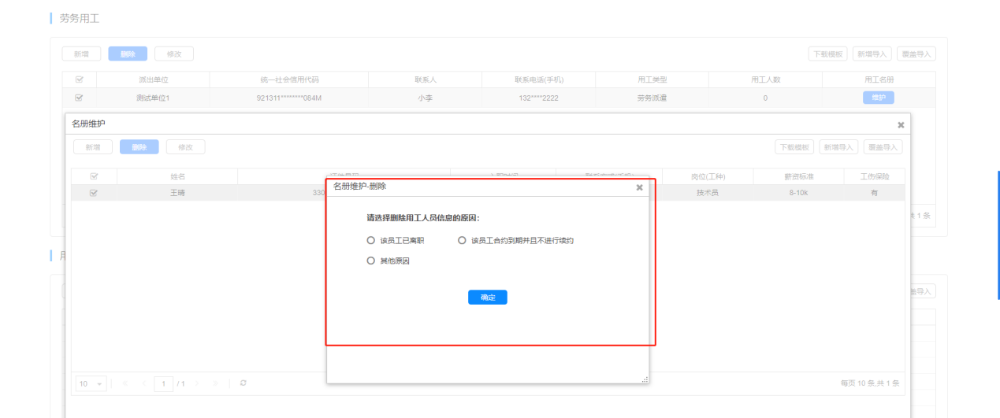 劳务用工
新增 删除 修改 下载模板 新增导入 覆盖导入
派出单位 统一社会信用代码 联系人 联系电话(手机) 用工类型 用工人数 用工名册
测试单位1 921311********084M 小李 132****2222 劳务派遣 0 维护
名册维护
新增 删除 修改 下载模板 新增导入 覆盖导入
姓名 岗位(工种) 薪资标准 工伤保险
王晴 330 技术员 8-10k 有
名册维护-删除
请选择删除用工人员信息的原因：
该员工已离职 该员工合约到期并且不进行续约
其他原因
确定
共 1 条
用
盖导入
10 1 / 1 每页 10 条,共 1 条